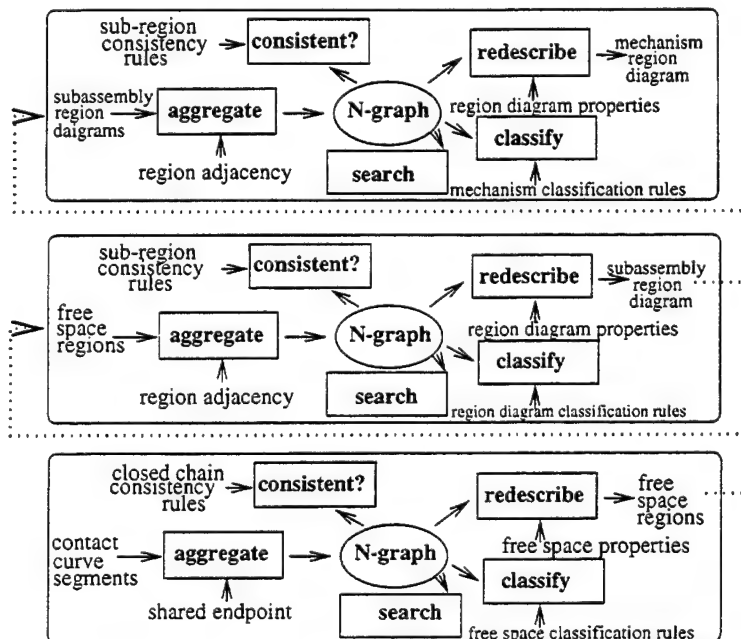 sub-region
consistency
rules
consistent?
redescribe
mechanism
region
diagram
subassembly
region
daigrams
aggregate
N-graph
region diagram properties
classify
region adjacency
search
mechanism classification rules
sub-region
consistency
rules
consistent?
redescribe
subassembly
region
diagram
free
space
regions
aggregate
N-graph
region diagram properties
classify
region adjacency
search
region diagram classification rules
closed chain
consistency
rules
consistent?
redescribe
free
space
regions
contact
curve
segments
aggregate
N-graph
free space properties
classify
shared endpoint
search
free space classification rules